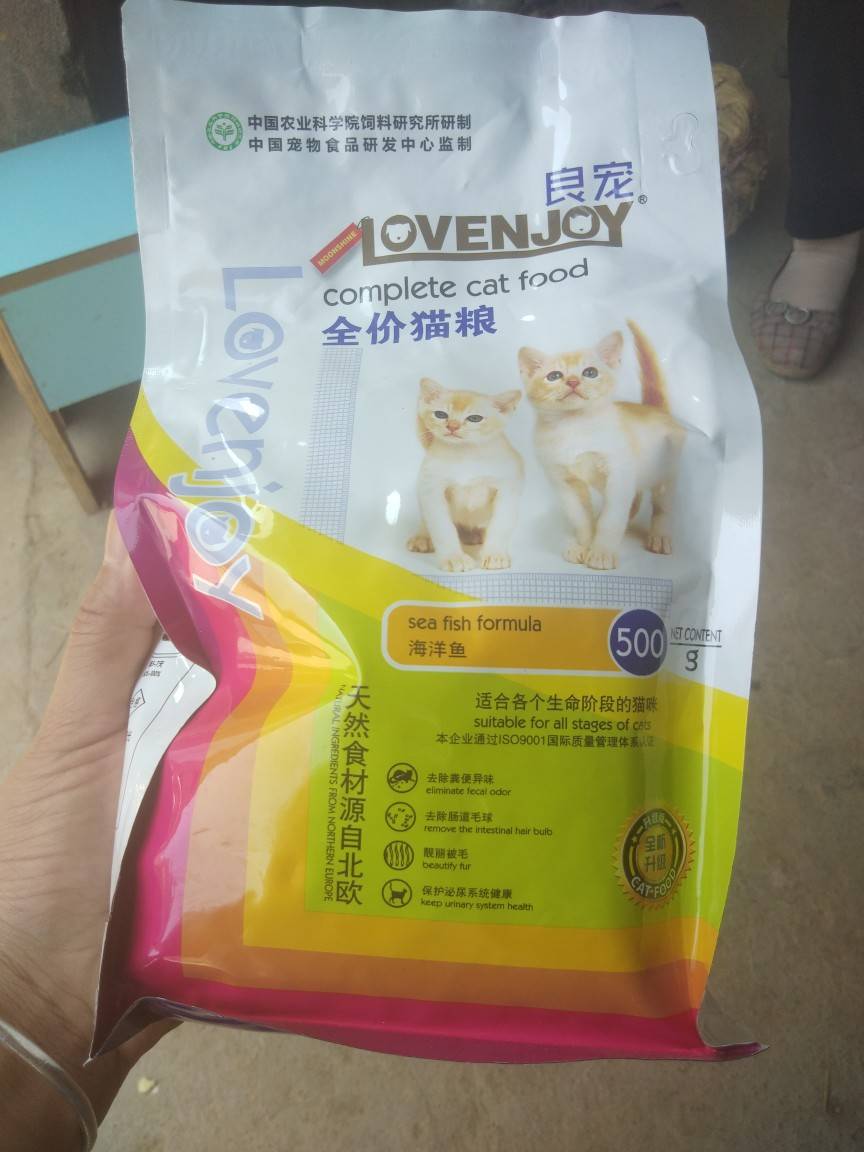 中国农业科学院饲料研究所研制
中国宠物食品研发中心监制
良宠
MOONSHINE
LOVENJOY®
complete cat food
全价猫粮
Lovenjoy
sea fish formula
海洋鱼
500
NET CONTENT
g
适合各个生命阶段的猫咪
suitable for all stages of cats
本企业通过ISO9001国际质量管理体系认证
天然食材源自北欧
NATURAL INGREDIENTS FROM NORTHERN EUROPE
去除粪便异味
eliminate fecal odor
去除肠道毛球
remove the intestinal hair bulb
靓丽被毛
beautify fur
保护泌尿系统健康
keep urinary system health
升级版
全新
升级
CAT-FOOD